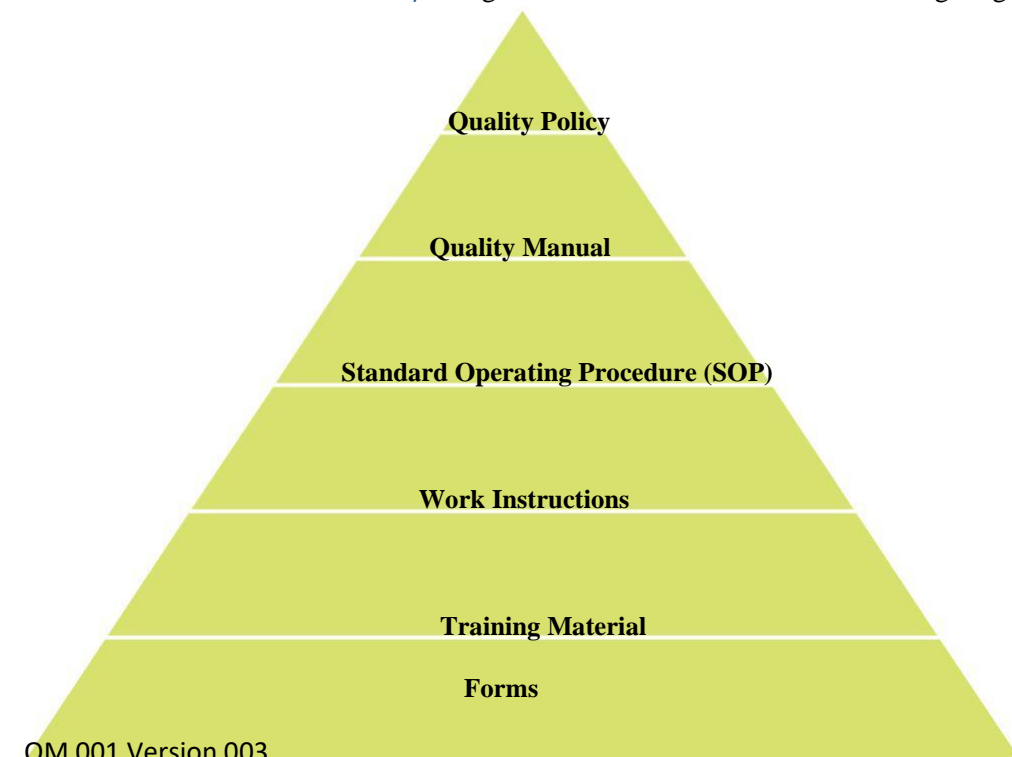 Quality Policy
Quality Manual
Standard Operating Procedure (SOP)
Work Instructions
Training Material
Forms
QM 001 Version 003